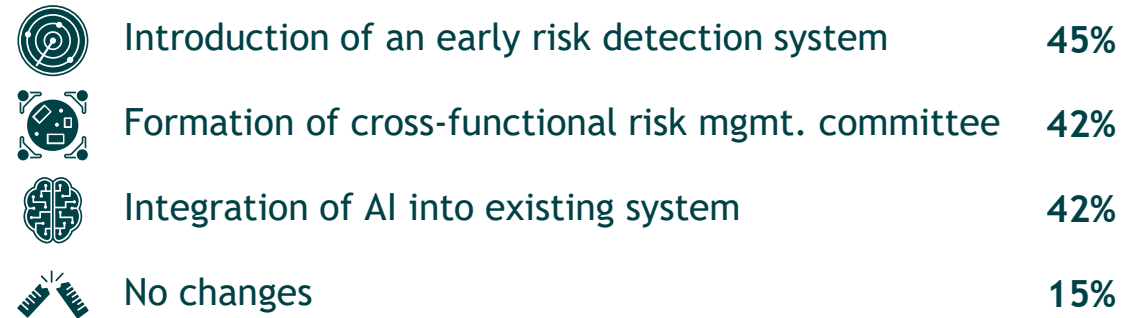 Introduction of an early risk detection system 45%
Formation of cross-functional risk mgmt. committee 42%
Integration of AI into existing system 42%
No changes 15%